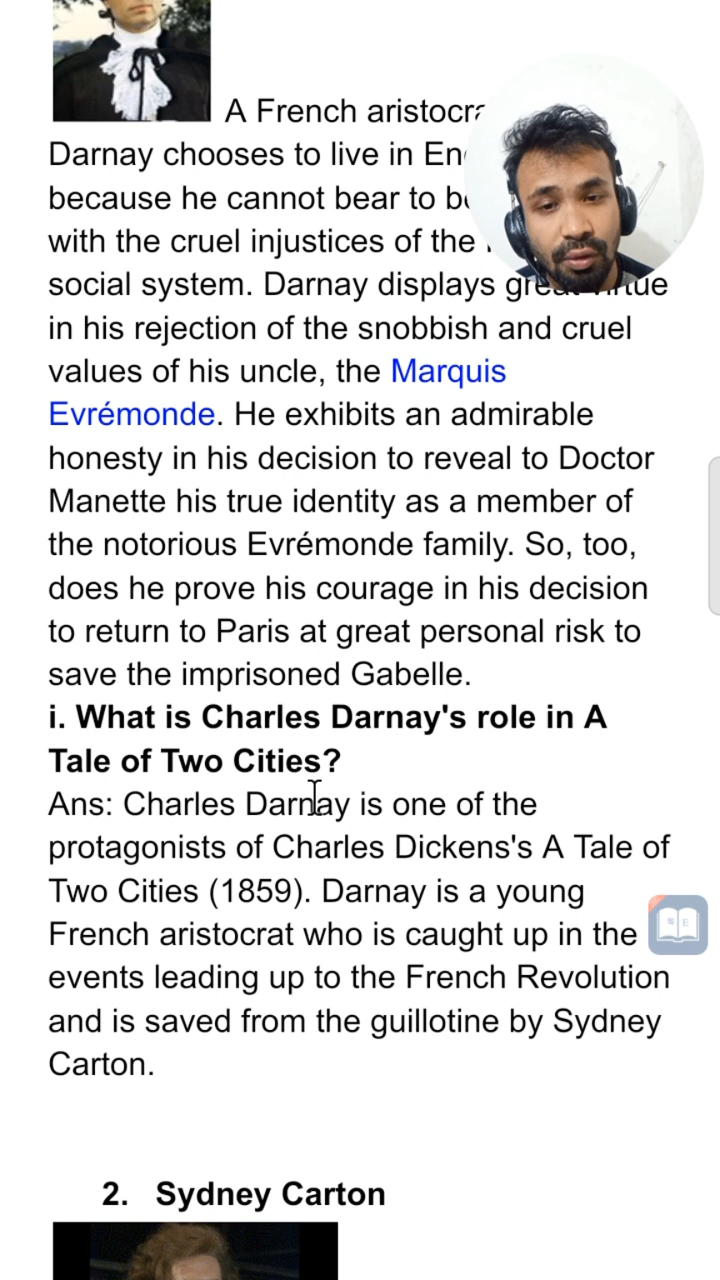 A French aristocra
Darnay chooses to live in En
because he cannot bear to b
with the cruel injustices of the
social system. Darnay displays great virtue
in his rejection of the snobbish and cruel
values of his uncle, the Marquis
Evrémonde. He exhibits an admirable
honesty in his decision to reveal to Doctor
Manette his true identity as a member of
the notorious Evrémonde family. So, too,
does he prove his courage in his decision
to return to Paris at great personal risk to
save the imprisoned Gabelle.
i. What is Charles Darnay's role in A
Tale of Two Cities?
Ans: Charles Darnay is one of the
protagonists of Charles Dickens's A Tale of
Two Cities (1859). Darnay is a young
French aristocrat who is caught up in the
events leading up to the French Revolution
and is saved from the guillotine by Sydney
Carton.
2. Sydney Carton